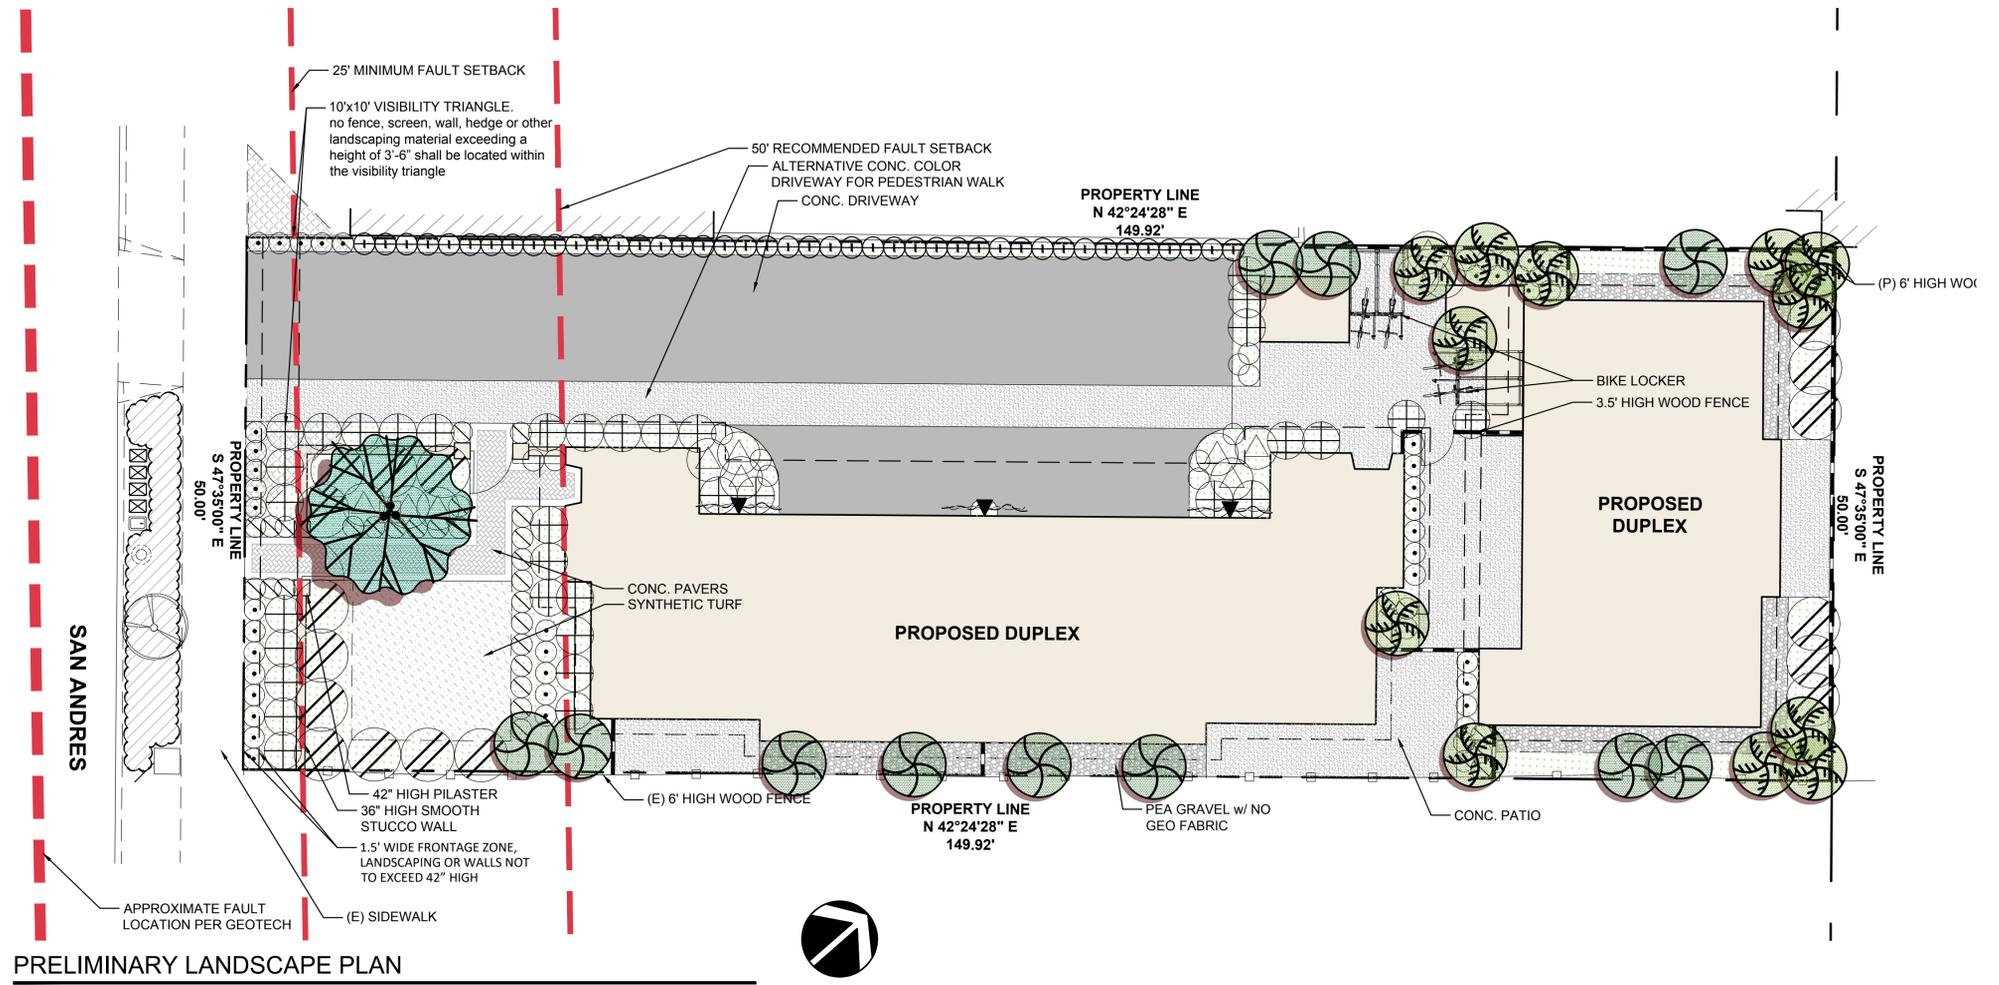 25' MINIMUM FAULT SETBACK
10'x10' VISIBILITY TRIANGLE.
no fence, screen, wall, hedge or other
landscaping material exceeding a
height of 3'-6" shall be located within
the visibility triangle
50' RECOMMENDED FAULT SETBACK
ALTERNATIVE CONC. COLOR
DRIVEWAY FOR PEDESTRIAN WALK
CONC. DRIVEWAY
PROPERTY LINE
N 42°24'28" E
149.92'
(P) 6' HIGH
BIKE LOCKER
3.5' HIGH WOOD FENCE
PROPERTY LINE
S 47°35'00" E
50.00'
PROPOSED
DUPLEX
PROPERTY LINE
S 47°35'00" E
50.00'
CONC. PAVERS
SYNTHETIC TURF
PROPOSED DUPLEX
SAN ANDRES
42" HIGH PILASTER
36" HIGH SMOOTH
STUCCO WALL
1.5' WIDE FRONTAGE ZONE,
LANDSCAPING OR WALLS NOT
TO EXCEED 42" HIGH
(E) 6' HIGH WOOD FENCE
PROPERTY LINE
N 42°24'28" E
149.92'
PEA GRAVEL w/ NO
GEO FABRIC
CONC. PATIO
APPROXIMATE FAULT
LOCATION PER GEOTECH
(E) SIDEWALK
PRELIMINARY LANDSCAPE PLAN